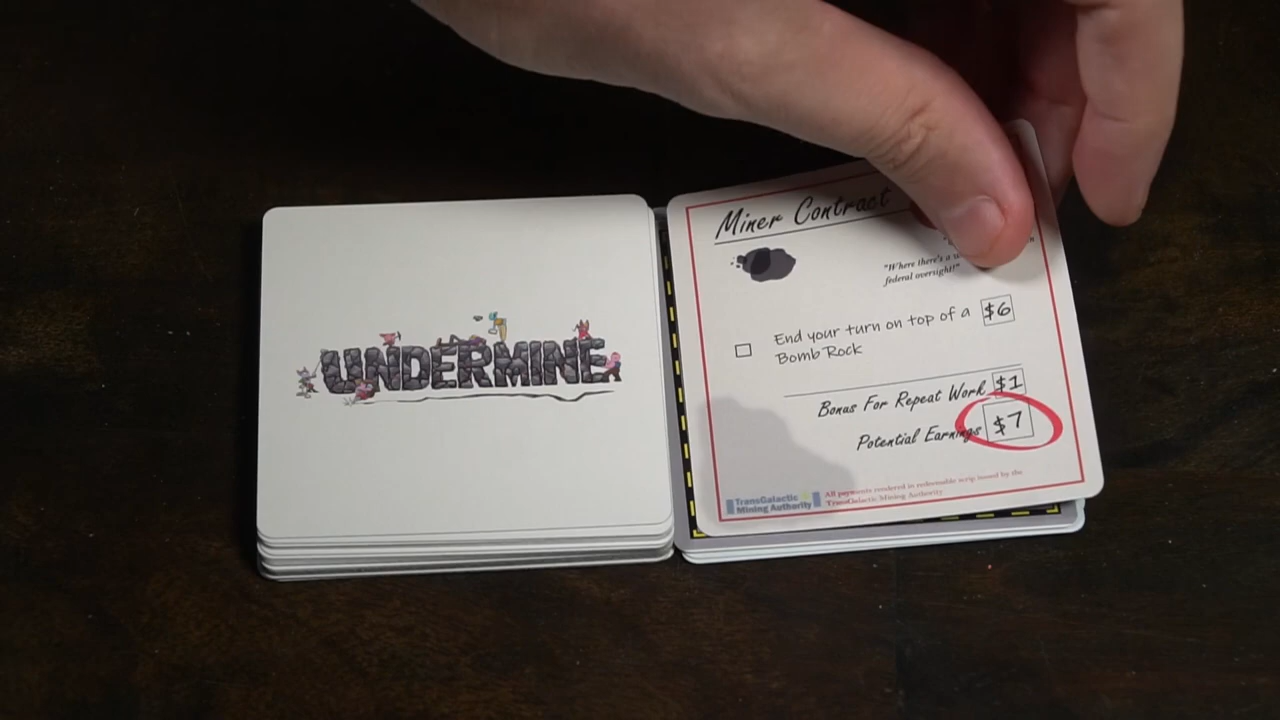 UNDERMINE
Miner Contract
"Where there's a
federal oversight!"
End your turn on top of a $6
Bomb Rock
Bonus For Repeat Work $1
Potential Earnings $7
TransGalactic
Mining Authority
All payments rendered in redeemable scrip issued by the
TransGalactic Mining Authority